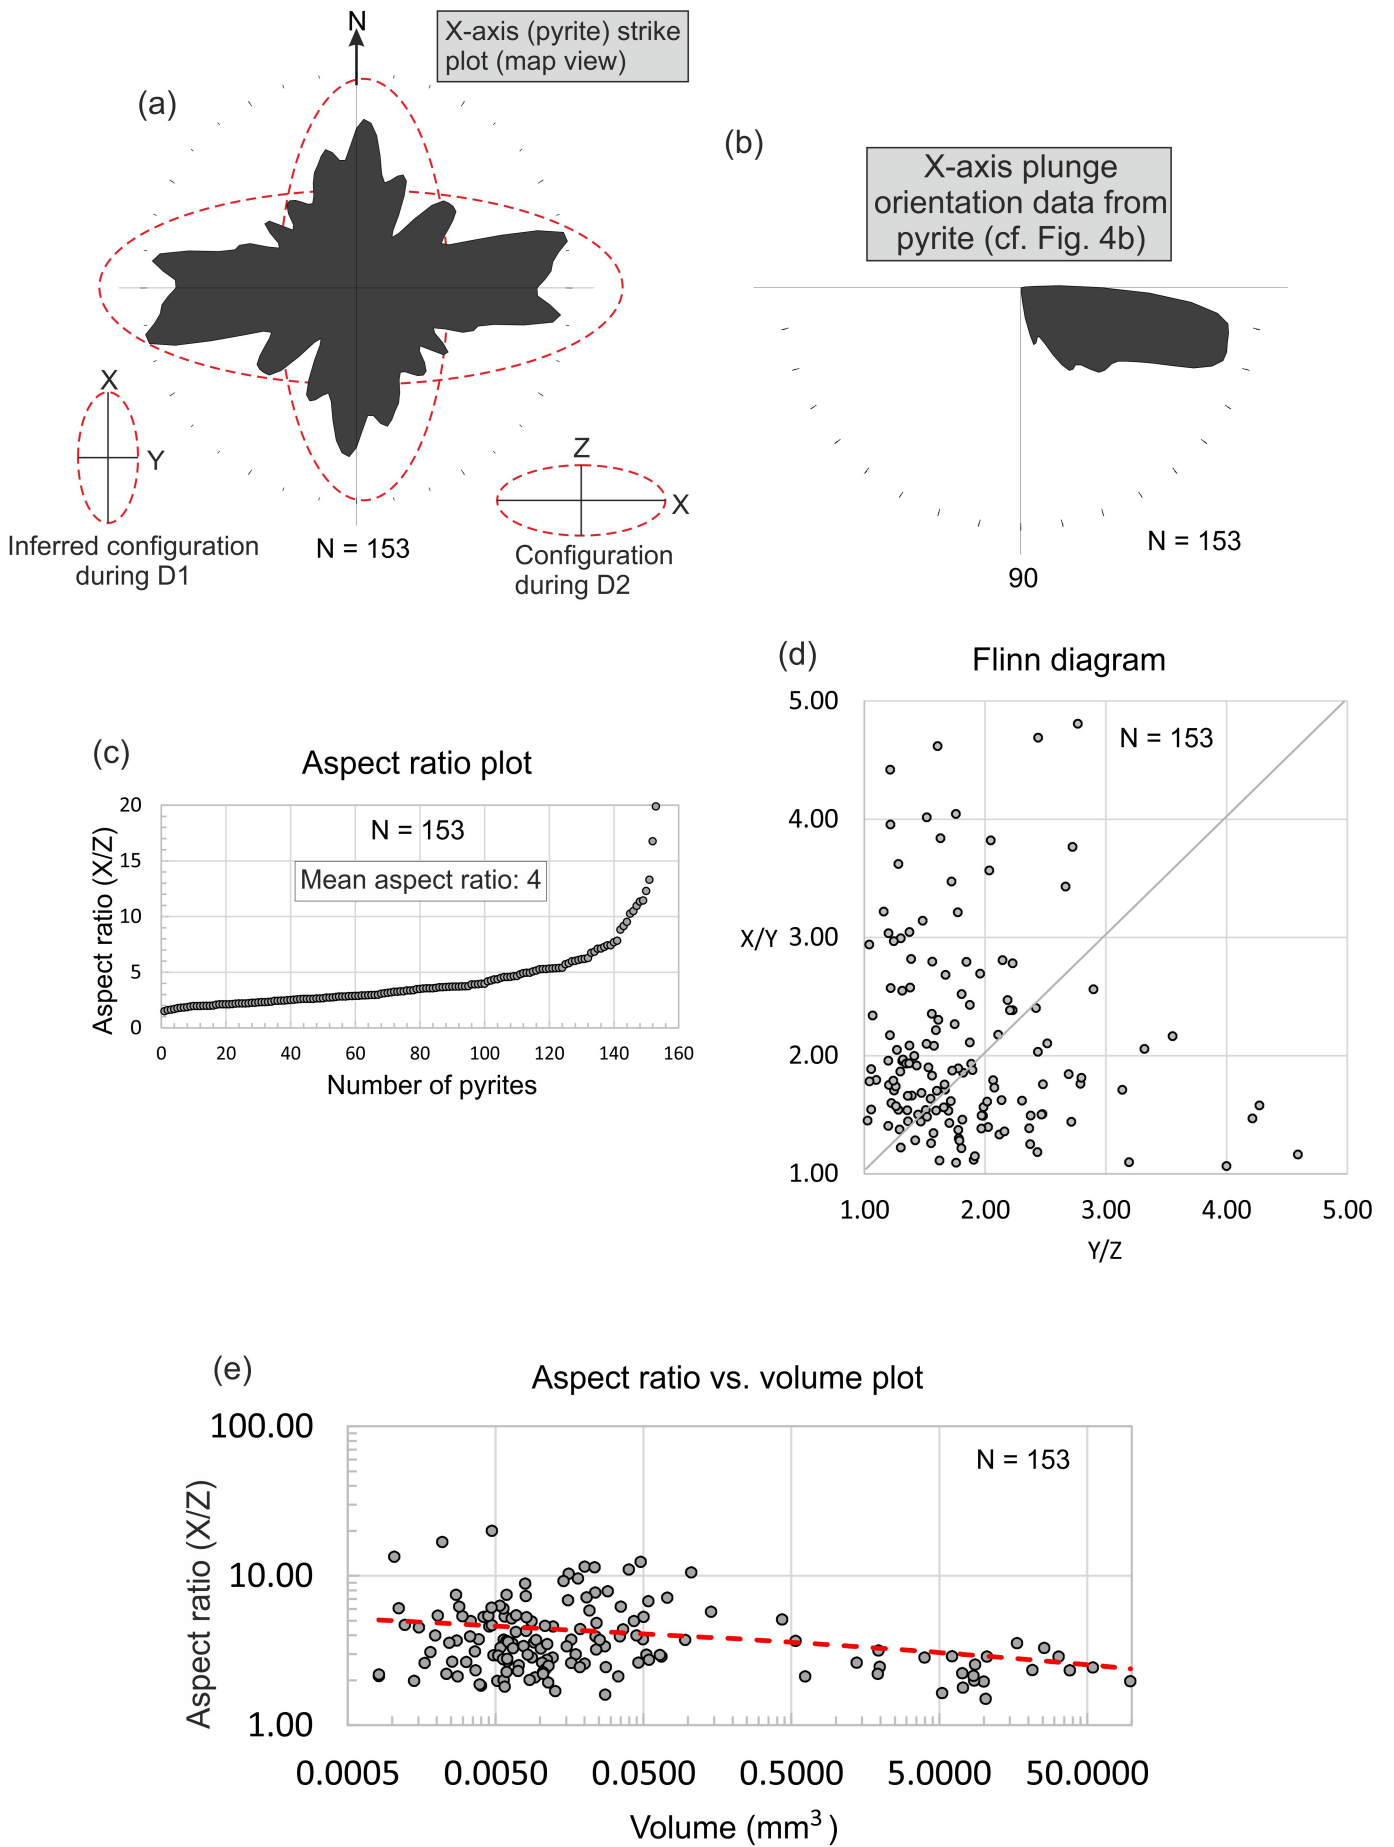 N
X-axis (pyrite) strike
plot (map view)
(a)
X
Y
Inferred configuration
during D1
N = 153
Z
X
Configuration
during D2
(b)
X-axis plunge
orientation data from
pyrite (cf. Fig. 4b)
N = 153
90
(c)
Aspect ratio plot
N = 153
Mean aspect ratio: 4
Aspect ratio (X/Z)
20
15
10
5
0
0 20 40 60 80 100 120 140 160
Number of pyrites
(d)
Flinn diagram
N = 153
X/Y
5.00
4.00
3.00
2.00
1.00
1.00 2.00 3.00 4.00 5.00
Y/Z
(e)
Aspect ratio vs. volume plot
N = 153
Aspect ratio (X/Z)
100.00
10.00
1.00
0.0005 0.0050 0.0500 0.5000 5.0000 50.0000
Volume (mm³)